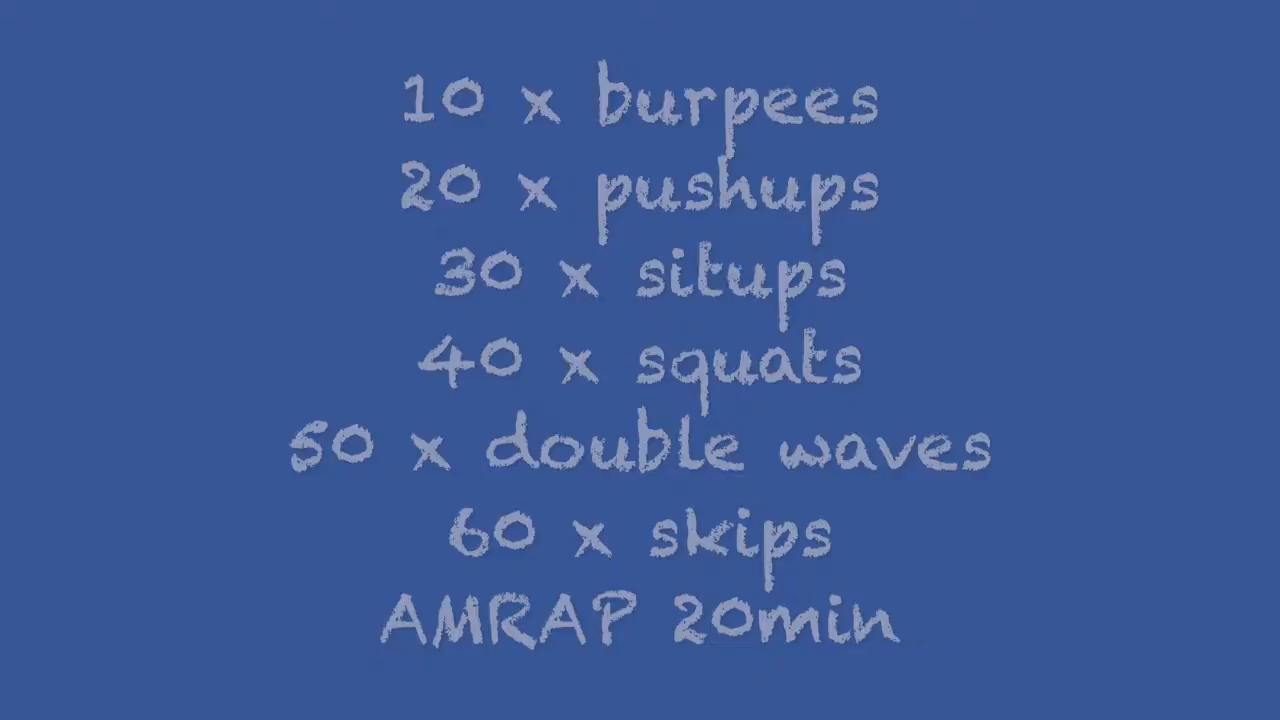 10 x burpees
20 x pushups
30 x situps
40 x squats
50 x double waves
60 x skips
AMRAP 20min